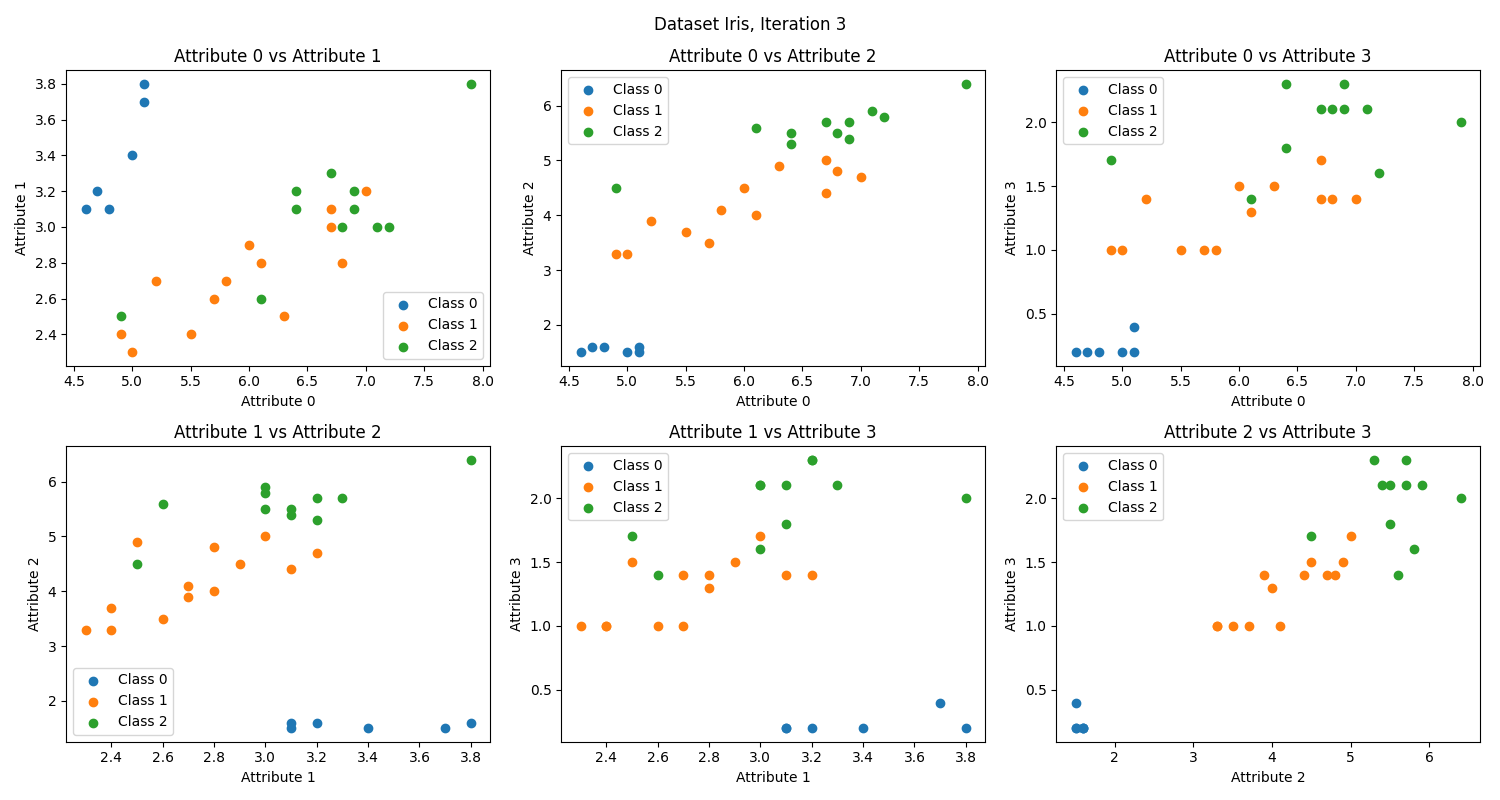 Dataset Iris, Iteration 3
Attribute 0 vs Attribute 1
3.8
3.6
3.4
3.2
3.0
2.8
2.6
2.4
Attribute 1
Class 0
Class 1
Class 2
4.5 5.0 5.5 6.0 6.5 7.0 7.5 8.0
Attribute 0
Attribute 0 vs Attribute 2
6
5
4
3
2
Attribute 2
Class 0
Class 1
Class 2
4.5 5.0 5.5 6.0 6.5 7.0 7.5 8.0
Attribute 0
Attribute 0 vs Attribute 3
2.0
1.5
1.0
0.5
Attribute 3
Class 0
Class 1
Class 2
4.5 5.0 5.5 6.0 6.5 7.0 7.5 8.0
Attribute 0
Attribute 1 vs Attribute 2
6
5
4
3
2
Attribute 2
Class 0
Class 1
Class 2
2.4 2.6 2.8 3.0 3.2 3.4 3.6 3.8
Attribute 1
Attribute 1 vs Attribute 3
2.0
1.5
1.0
0.5
Attribute 3
Class 0
Class 1
Class 2
2.4 2.6 2.8 3.0 3.2 3.4 3.6 3.8
Attribute 1
Attribute 2 vs Attribute 3
2.0
1.5
1.0
0.5
Attribute 3
Class 0
Class 1
Class 2
2 3 4 5 6
Attribute 2